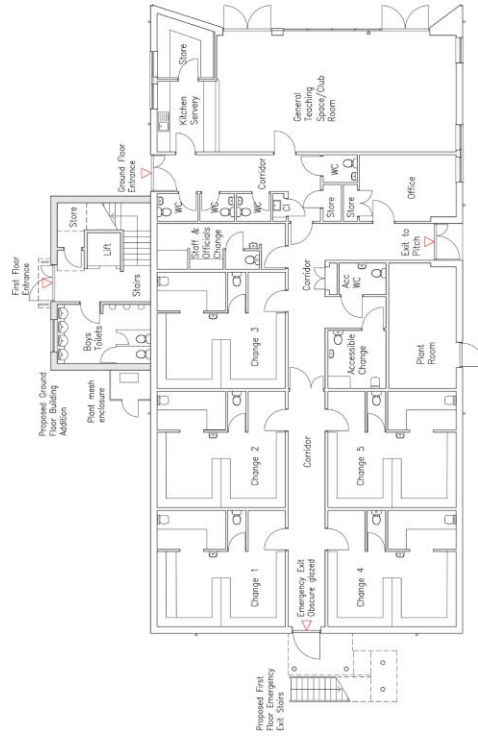 First Floor
Entrance
Ground Floor
Entrance
Proposed Ground
Floor Building
Addition
Plant mesh
enclosure
Store
Lift
Stairs
Boys
Toilets
Store
Kitchen
Servery
General
Teaching
Space/Club
Room
Corridor
WC
WC
WC
WC
Cl
Store
Store
Office
Staff &
Officials
Change
Corridor
Exit to
Pitch
Acc
WC
Accessible
Change
Plant
Room
Change 3
Change 2
Change 1
Corridor
Change 5
Change 4
Emergency Exit
Obscure glazed
Proposed First
Floor Emergency
Exit Stairs